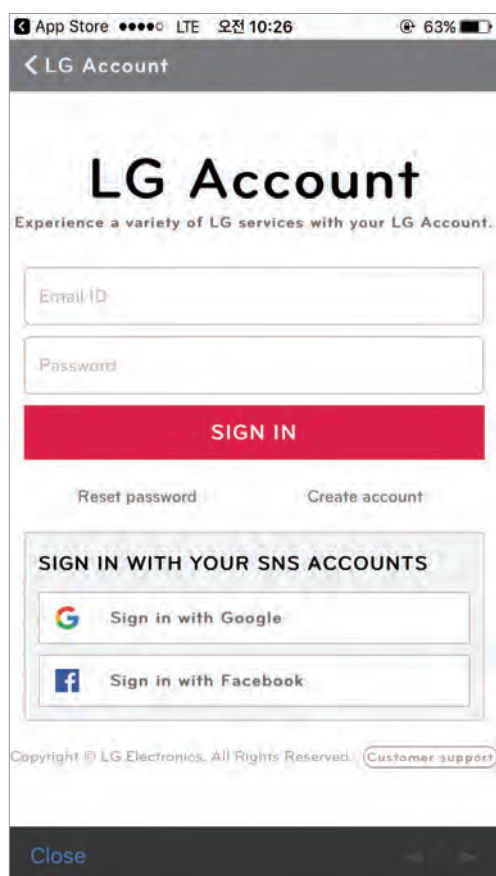 App Store LTE 오전 10:26 63%
LG Account
LG Account
Experience a variety of LG services with your LG Account.
Email ID
Password
SIGN IN
Reset password Create account
SIGN IN WITH YOUR SNS ACCOUNTS
Sign in with Google
Sign in with Facebook
Copyright © LG Electronics. All Rights Reserved. Customer support
Close